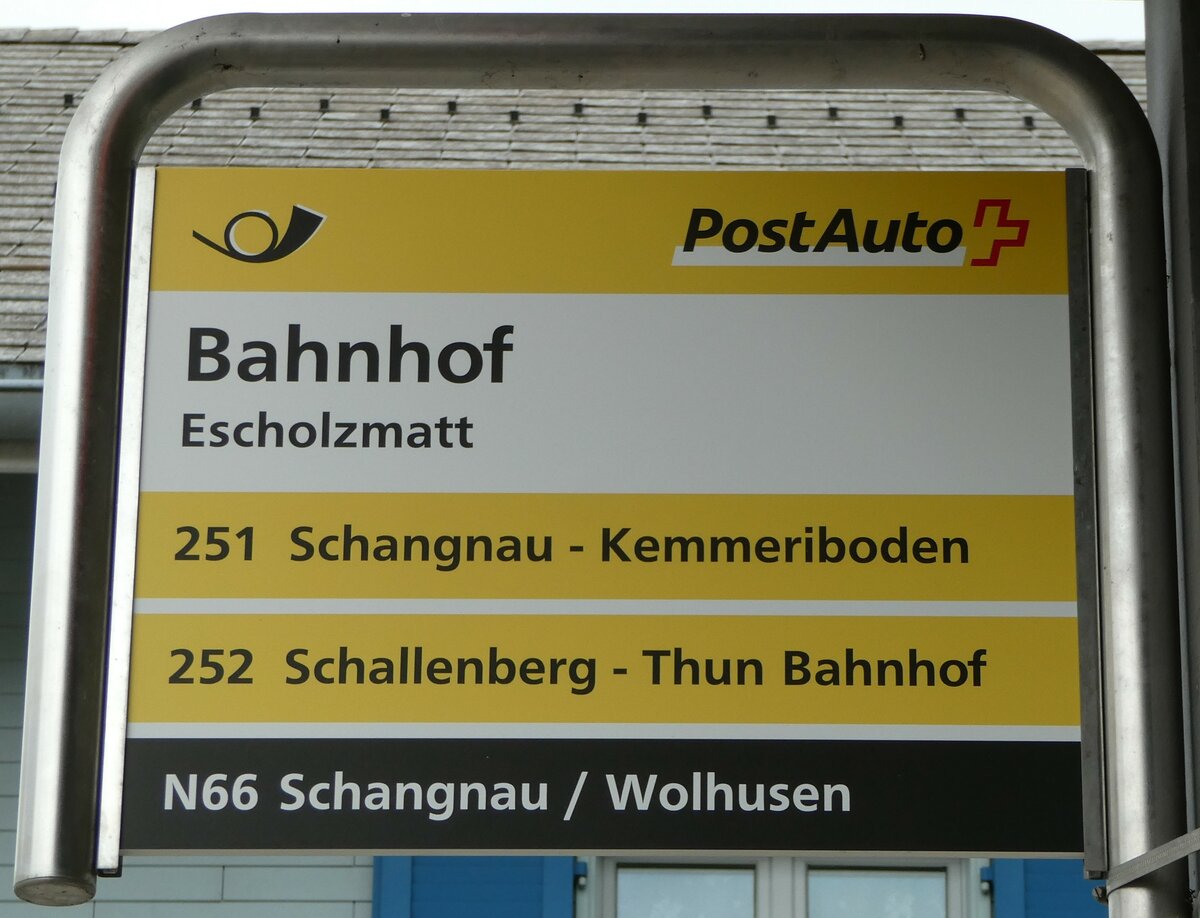 PostAuto
Bahnhof
Escholzmatt
251 Schangnau - Kemmeriboden
252 Schallenberg - Thun Bahnhof
N66 Schangnau / Wolhusen